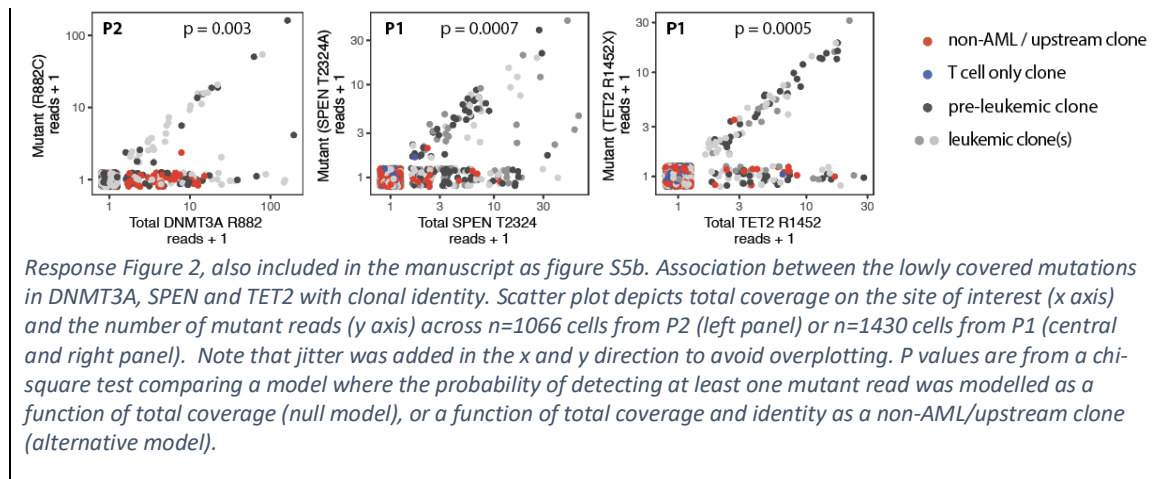 P2
p = 0.003
Mutant (R882C)
reads + 1
100
10
1
1
10
100
Total DNMT3A R882
reads + 1
P1
p = 0.0007
Mutant (SPEN T2324A)
reads + 1
30
10
3
1
1
3
10
30
Total SPEN T2324
reads + 1
P1
p = 0.0005
Mutant (TET2 R1452X)
reads + 1
30
10
3
1
1
3
10
30
Total TET2 R1452
reads + 1
non-AML / upstream clone
T cell only clone
pre-leukemic clone
leukemic clone(s)
Response Figure 2, also included in the manuscript as figure S5b. Association between the lowly covered mutations
in DNMT3A, SPEN and TET2 with clonal identity. Scatter plot depicts total coverage on the site of interest (x axis)
and the number of mutant reads (y axis) across n=1066 cells from P2 (left panel) or n=1430 cells from P1 (central
and right panel).  Note that jitter was added in the x and y direction to avoid overplotting. P values are from a chi-
square test comparing a model where the probability of detecting at least one mutant read was modelled as a
function of total coverage (null model), or a function of total coverage and identity as a non-AML/upstream clone
(alternative model).